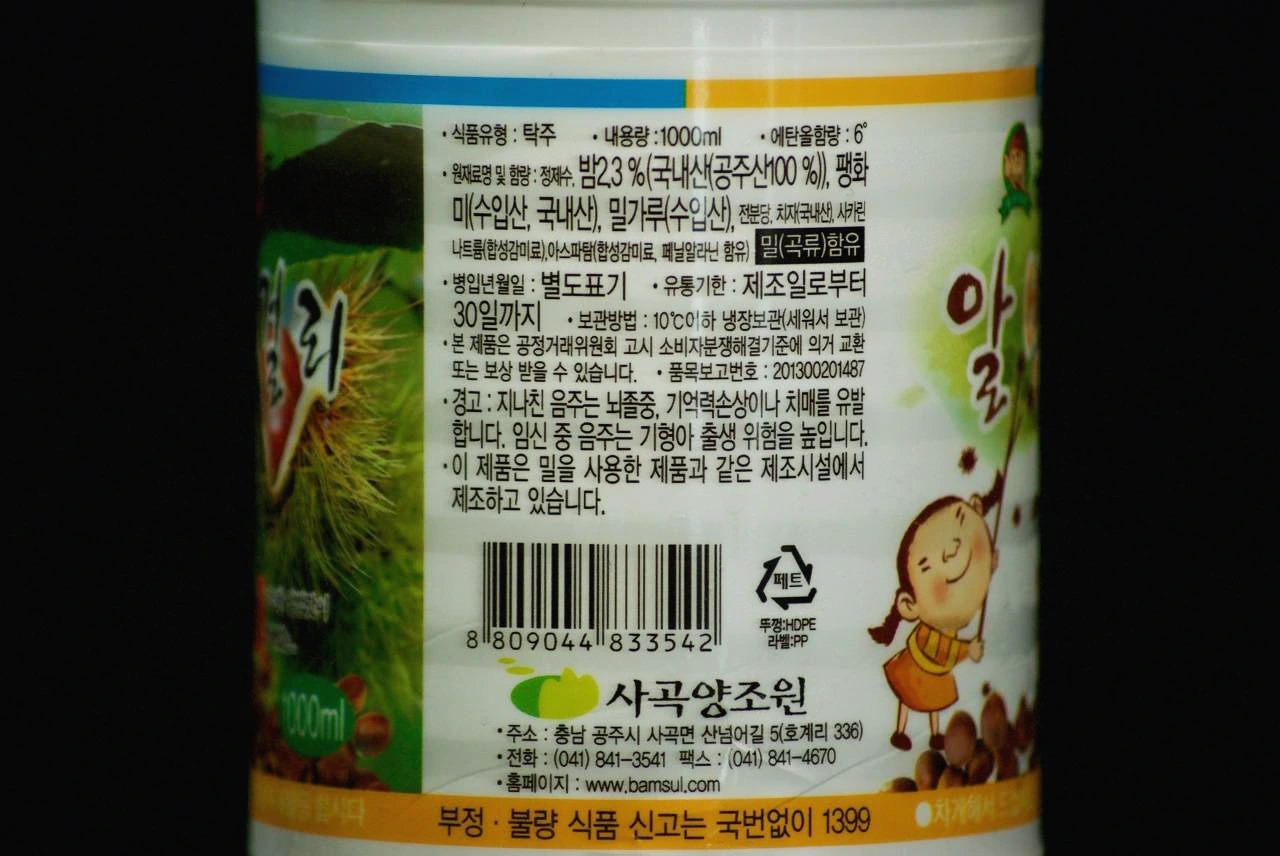 • 식품유형 : 탁주 • 내용량 : 1000ml • 에탄올함량 : 6°
• 원재료명 및 함량 : 정제수, 밤2.3 %(국내산(공주산100 %)), 팽화
미(수입산, 국내산), 밀가루(수입산), 전분당, 치자(국내산), 사카린
나트륨(합성감미료),아스파탐(합성감미료, 페닐알라닌 함유) 밀(곡류)함유
• 병입년월일 : 별도표기 • 유통기한 : 제조일로부터
30일까지 • 보관방법 : 10℃이하 냉장보관(세워서 보관)
• 본 제품은 공정거래위원회 고시 소비자분쟁해결기준에 의거 교환
또는 보상 받을 수 있습니다. • 품목보고번호 : 201300201487
• 경고 : 지나친 음주는 뇌졸중, 기억력손상이나 치매를 유발
합니다. 임신 중 음주는 기형아 출생 위험을 높입니다.
• 이 제품은 밀을 사용한 제품과 같은 제조시설에서
제조하고 있습니다.
페트
뚜껑:HDPE
라벨:PP
8 809044 833542
사곡양조원
• 주소 : 충남 공주시 사곡면 산넘어길 5(호계리 336)
• 전화 : (041) 841-3541 팩스 : (041) 841-4670
• 홈페이지 : www.bamsul.com
부정 · 불량 식품 신고는 국번없이 1399
걸리
1000ml
합시다
알
●차게해서